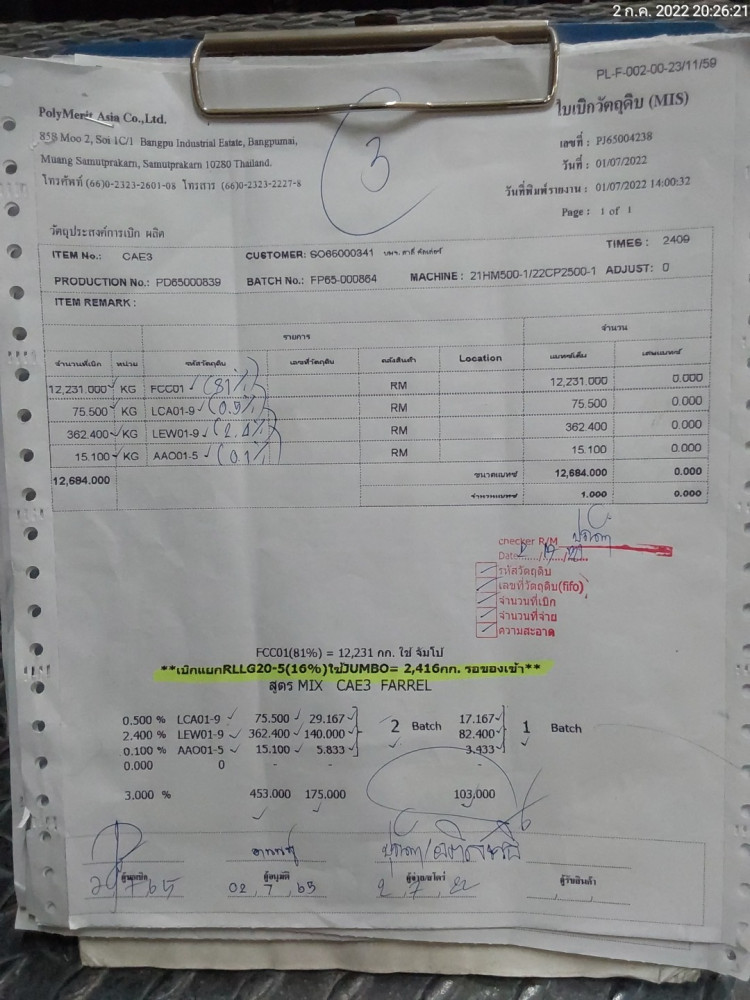 2 ก.ค. 2022 20:26:21
PL-F-002-00-23/11/59
PolyMerit Asia Co.,Ltd.
ใบเบิกวัตถุดิบ (MIS)
858 Moo 2, Soi 1C/1 Bangpu Industrial Estate, Bangpumai,
เลขที่ : PJ65004238
Muang Samutprakarn, Samutprakarn 10280 Thailand.
วันที่ : 01/07/2022
โทรศัพท์ (66)0-2323-2601-08 โทรสาร (66)0-2323-2227-8
วันที่พิมพ์รายงาน : 01/07/2022 14:00:32
Page : 1 of 1
3
วัตถุประสงค์การเบิก ผลิต
ITEM No.: CAE3 CUSTOMER: SO65000341 TIMES : 2409
PRODUCTION No.: PD65000839 BATCH No.: FP65-000864 MACHINE : 21HM500-1/22CP2500-1 ADJUST: 0
ITEM REMARK :
รายการ จำนวน
จำนวนที่เบิก หน่วย รหัสวัตถุดิบ เลขที่วัตถุดิบ คลังสินค้า Location แบทช์เต็ม เศษแบทช์
12,231.000 KG FCC01 (81%) RM 12,231.000 0.000
75.500 KG LCA01-9 (0.5%) RM 75.500 0.000
362.400 KG LEW01-9 (2.4%) RM 362.400 0.000
15.100 KG AAO01-5 (0.1%) RM 15.100 0.000
12,684.000 ขนาดแบทช์ 12,684.000 0.000
จำนวนแบทช์ 1.000 0.000
checker R/M
Date
รหัสวัตถุดิบ
เลขที่วัตถุดิบ(fifo)
จำนวนที่เบิก
จำนวนที่จ่าย
ความสะอาด
FCC01(81%) = 12,231 กก. ใช้ จัมโบ้
**เบิกแยกRLLG20-5(16%)ใช้JUMBO= 2,416กก. รอของเข้า**
สูตร MIX CAE3 FARREL
0.500 % LCA01-9 75.500 29.167 17.167
2.400 % LEW01-9 362.400 140.000 2 Batch 82.400 1 Batch
0.100 % AAO01-5 15.100 5.833 3.433
0.000 0 - - -
3.000 % 453.000 175.000 103.000
ผู้ขอเบิก ผู้อนุมัติ ผู้จ่าย/สโตร์ ผู้รับสินค้า
02 , 7 , 65 2 , 7 , 22